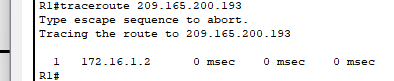 R1#traceroute 209.165.200.193
Type escape sequence to abort.
Tracing the route to 209.165.200.193
1 172.16.1.2 0 msec 0 msec 0 msec
R1#